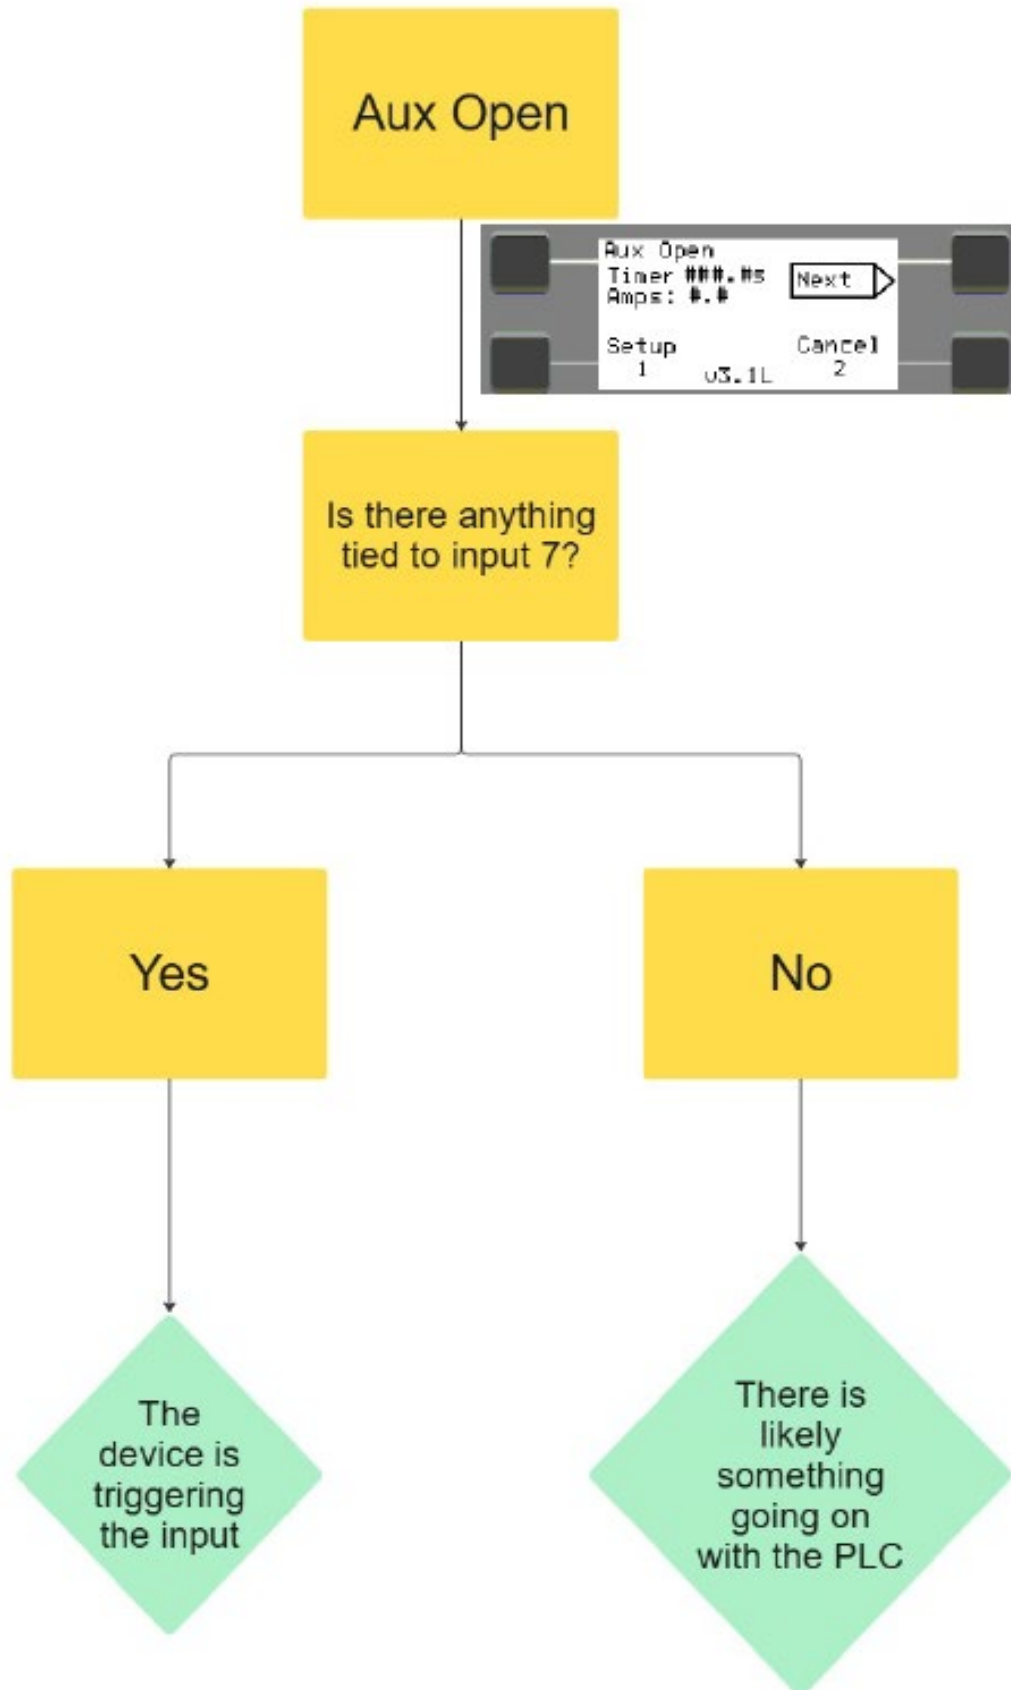 Aux Open
Aux Open
Timer ###.#s
Amps: #.#
Next
Setup
1
Cancel
2
v3.1L
Is there anything
tied to input 7?
Yes
No
The
device is
triggering
the input
There is
likely
something
going on
with the PLC